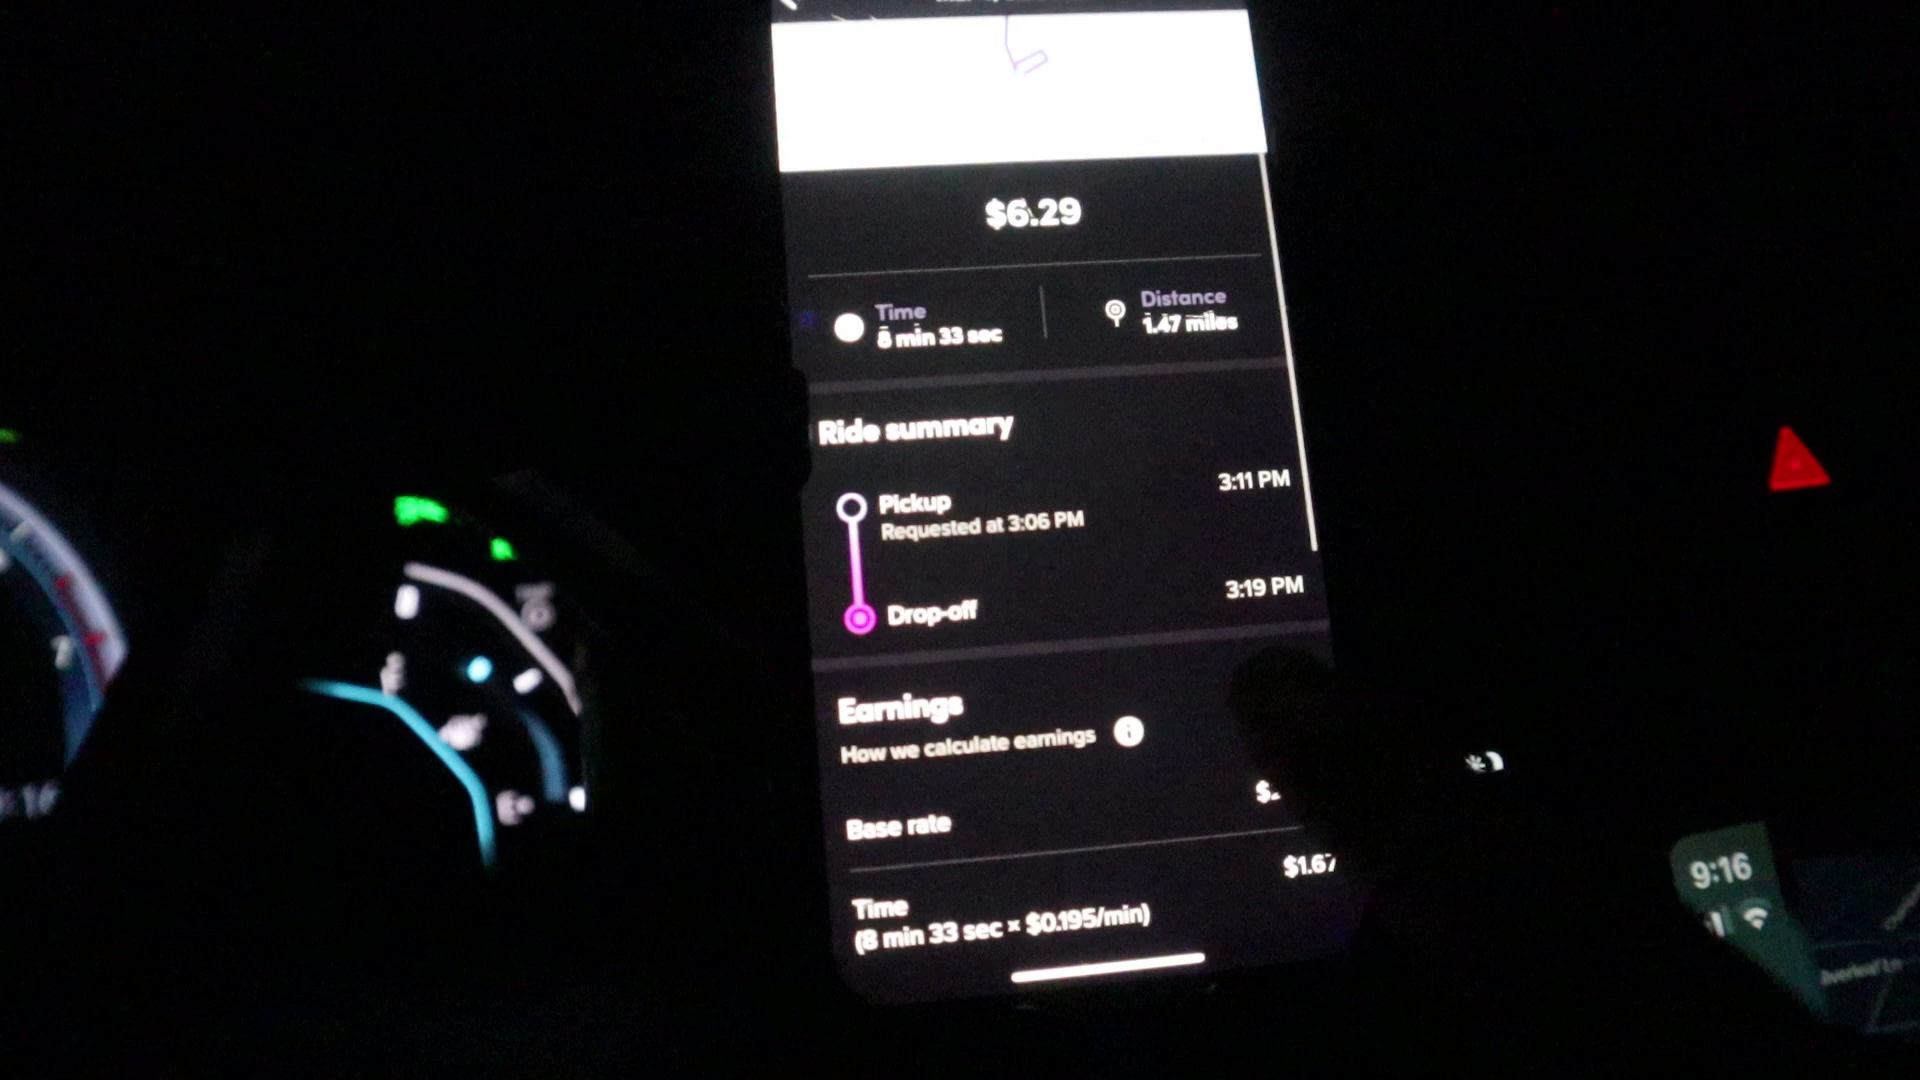 $6.29
Time
8 min 33 sec
Distance
1.47 miles
Ride summary
Pickup
3:11 PM
Requested at 3:06 PM
Drop-off
3:19 PM
Earnings
How we calculate earnings
Base rate
Time
$1.67
(8 min 33 sec × $0.195/min)
9:16